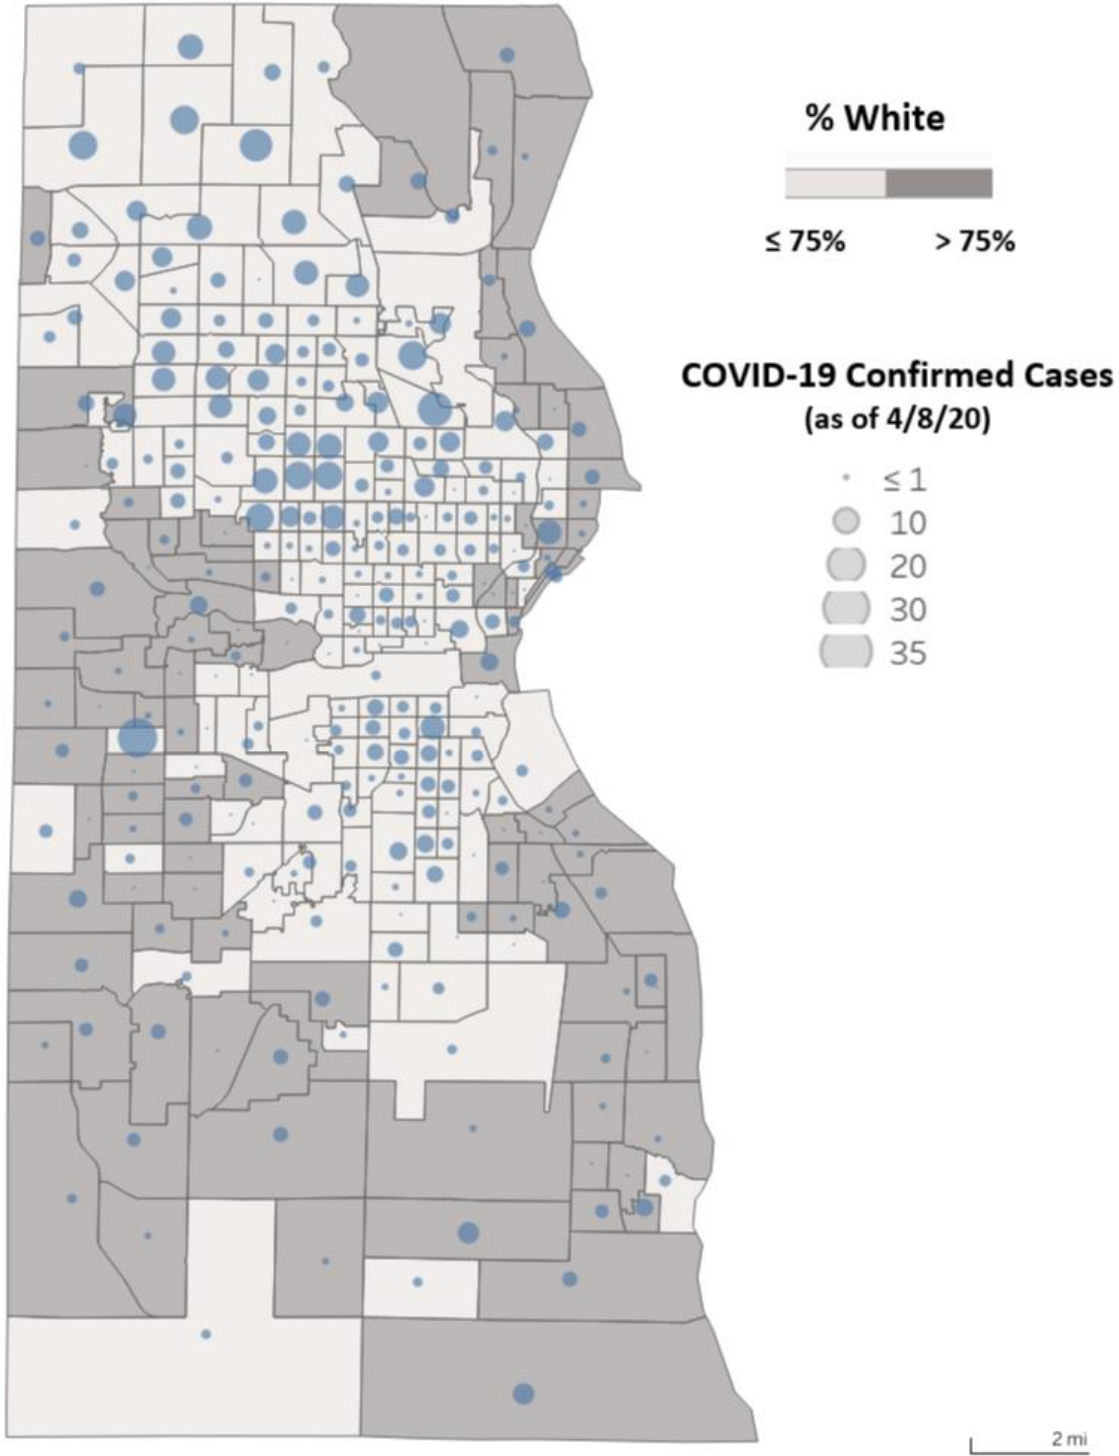 % White
≤ 75%
> 75%
COVID-19 Confirmed Cases
(as of 4/8/20)
≤ 1
10
20
30
35
2 mi